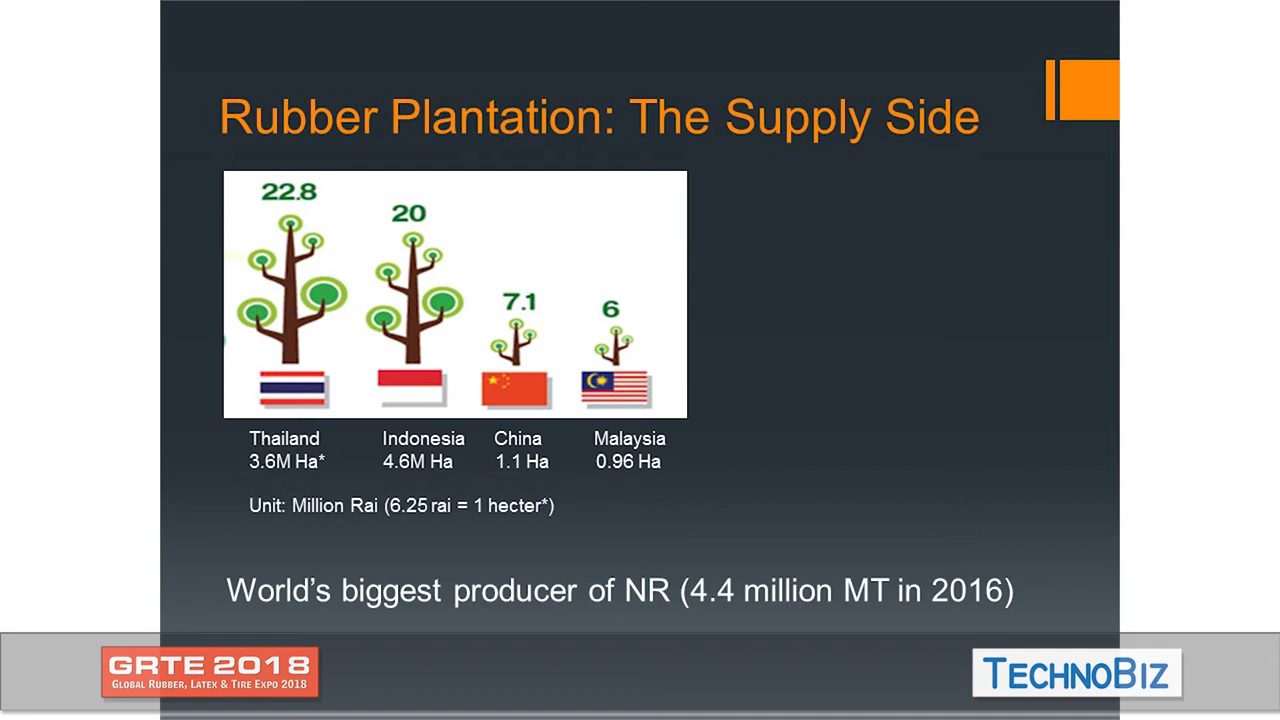 Rubber Plantation: The Supply Side
22.8
20
7.1
6
Thailand Indonesia China Malaysia
3.6M Ha* 4.6M Ha 1.1 Ha 0.96 Ha
Unit: Million Rai (6.25 rai = 1 hecter*)
World’s biggest producer of NR (4.4 million MT in 2016)
GRTE 2018
GLOBAL RUBBER, LATEX & TIRE EXPO 2018
TECHNOBIZ